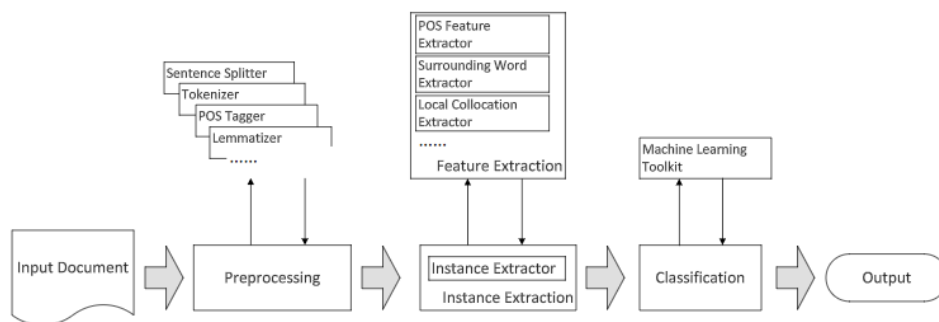 POS Feature
Extractor
Surrounding Word
Extractor
Local Collocation
Extractor
......
Feature Extraction
Sentence Splitter
Tokenizer
POS Tagger
Lemmatizer
......
Machine Learning
Toolkit
Input Document
Preprocessing
Instance Extractor
Instance Extraction
Classification
Output